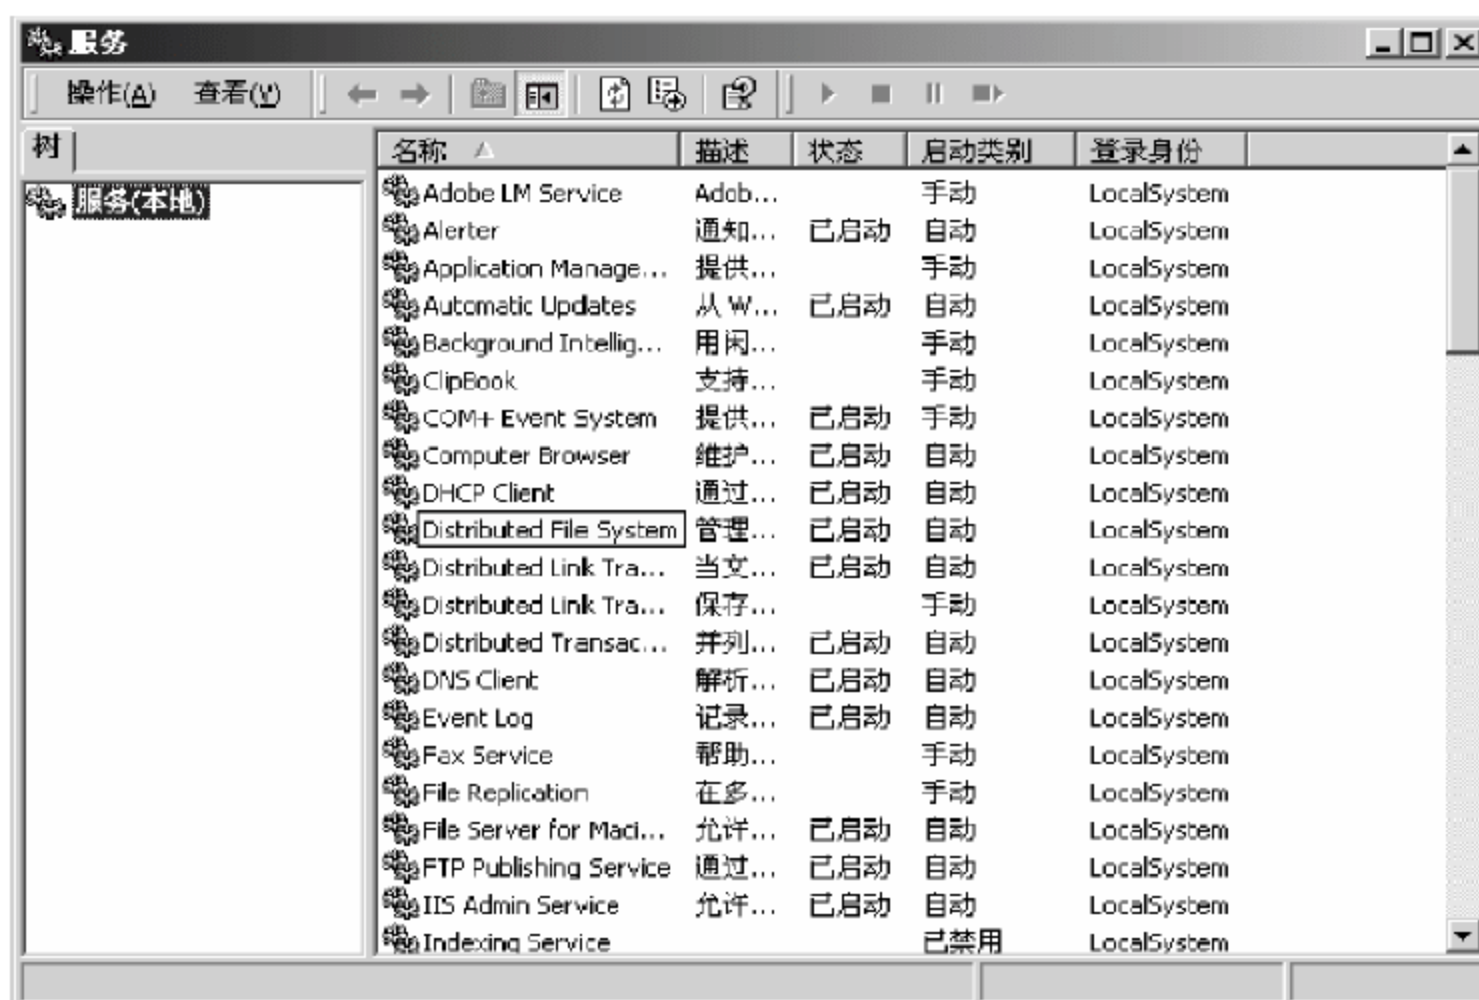 服务
操作(A) 查看(V)
树
服务(本地)
名称 描述 状态 启动类别 登录身份
Adobe LM Service Adob... 手动 LocalSystem
Alerter 通知... 已启动 自动 LocalSystem
Application Manage... 提供... 手动 LocalSystem
Automatic Updates 从 W... 已启动 自动 LocalSystem
Background Intellig... 用闲... 手动 LocalSystem
ClipBook 支持... 手动 LocalSystem
COM+ Event System 提供... 已启动 手动 LocalSystem
Computer Browser 维护... 已启动 自动 LocalSystem
DHCP Client 通过... 已启动 自动 LocalSystem
Distributed File System 管理... 已启动 自动 LocalSystem
Distributed Link Tra... 当文... 已启动 自动 LocalSystem
Distributed Link Tra... 保存... 手动 LocalSystem
Distributed Transac... 并列... 已启动 自动 LocalSystem
DNS Client 解析... 已启动 自动 LocalSystem
Event Log 记录... 已启动 自动 LocalSystem
Fax Service 帮助... 手动 LocalSystem
File Replication 在多... 手动 LocalSystem
File Server for Maci... 允许... 已启动 自动 LocalSystem
FTP Publishing Service 通过... 已启动 自动 LocalSystem
IIS Admin Service 允许... 已启动 自动 LocalSystem
Indexing Service 已禁用 LocalSystem